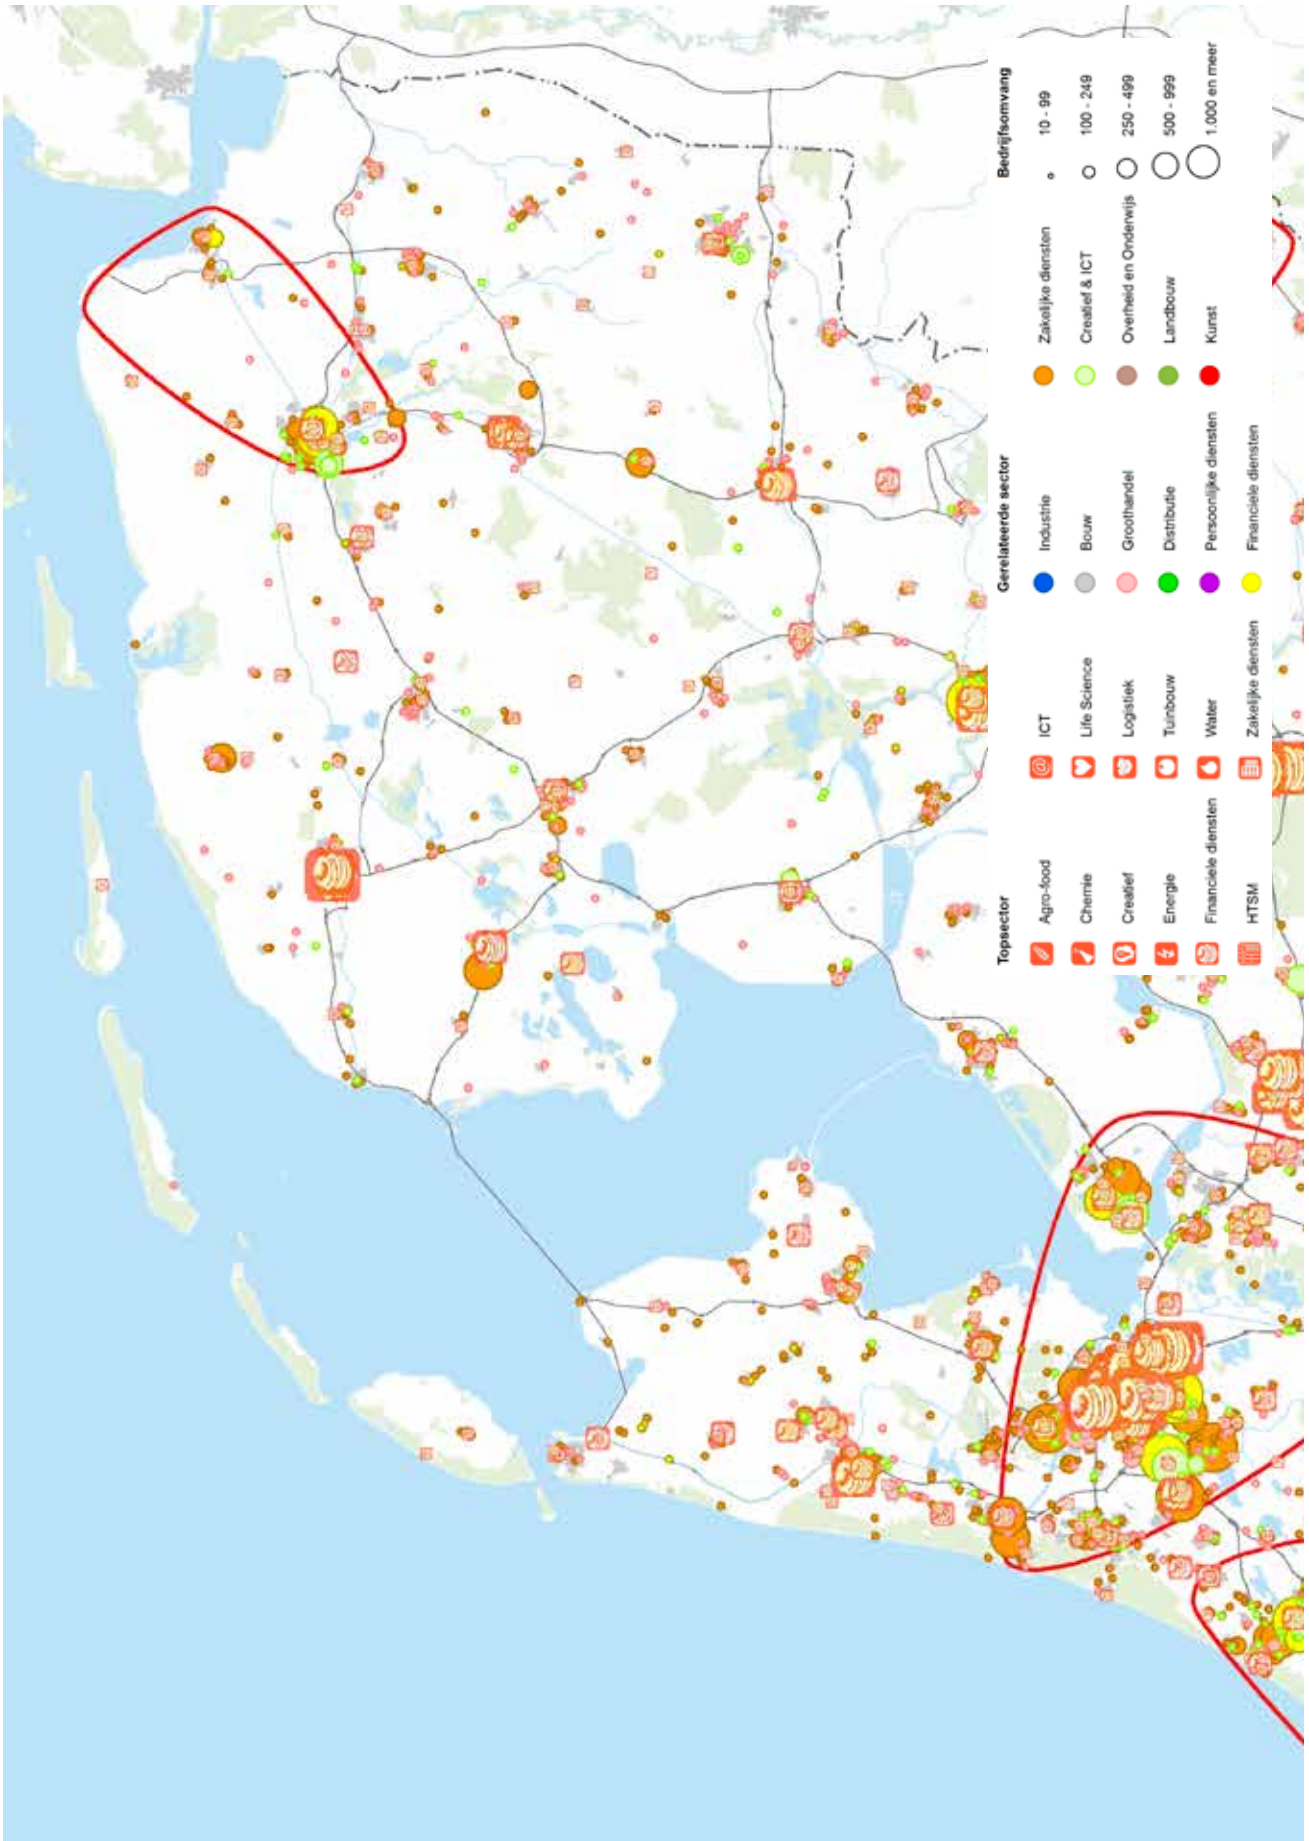 Topsector
Agro-food
Chemie
Creatief
Energie
Financiele diensten
HTSM
ICT
Life Science
Logistiek
Tuinbouw
Water
Zakelijke diensten
Gerelateerde sector
Industrie
Bouw
Groothandel
Distributie
Persoonlijke diensten
Financiele diensten
Zakelijke diensten
Creatief & ICT
Overheid en Onderwijs
Landbouw
Kunst
Bedrijfsomvang
10 - 99
100 - 249
250 - 499
500 - 999
1.000 en meer